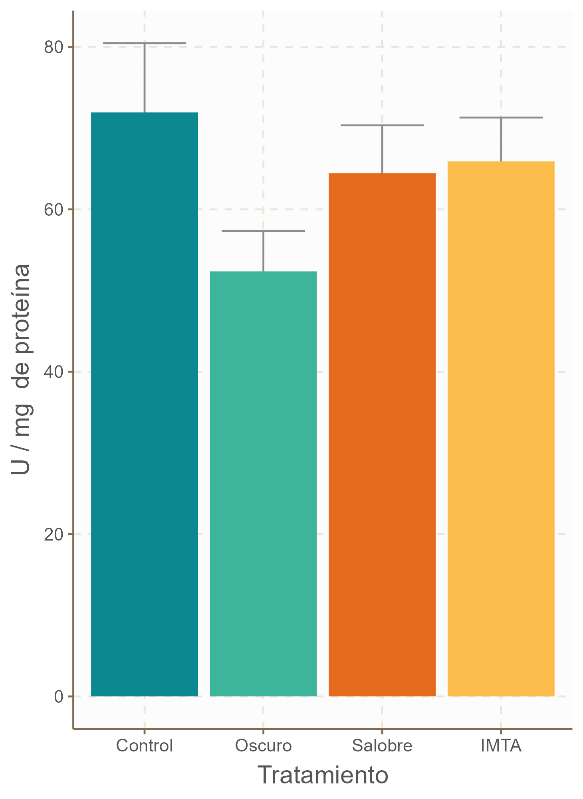 80
60
40
20
0
U / mg  de proteína
Control
Oscuro
Salobre
IMTA
Tratamiento